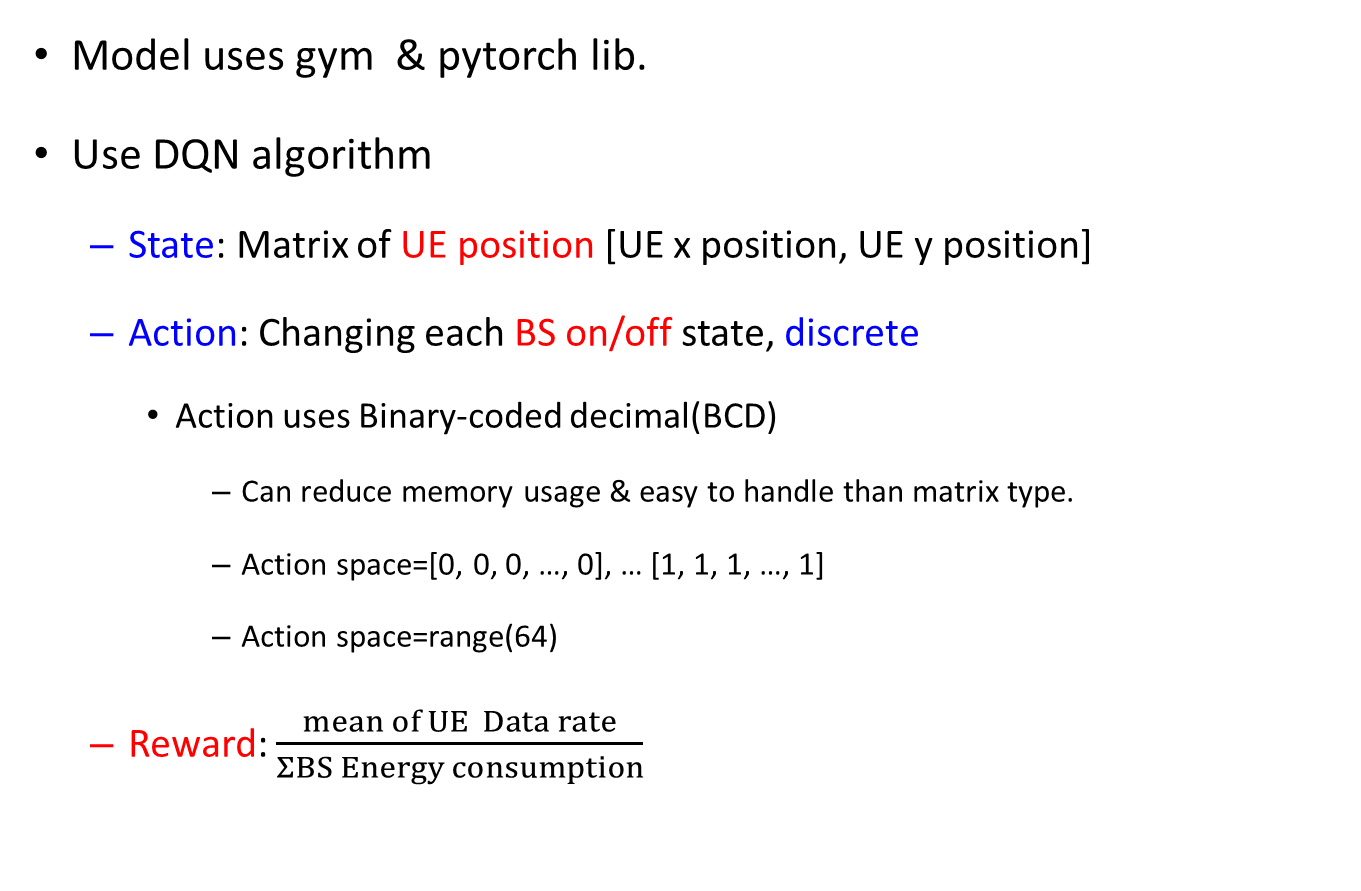 • Model uses gym & pytorch lib.
• Use DQN algorithm
– State: Matrix of UE position [UE x position, UE y position]
– Action: Changing each BS on/off state, discrete
• Action uses Binary-coded decimal(BCD)
– Can reduce memory usage & easy to handle than matrix type.
– Action space=[0, 0, 0, …, 0], … [1, 1, 1, …, 1]
– Action space=range(64)
– Reward:
mean of UE Data rate
ΣBS Energy consumption